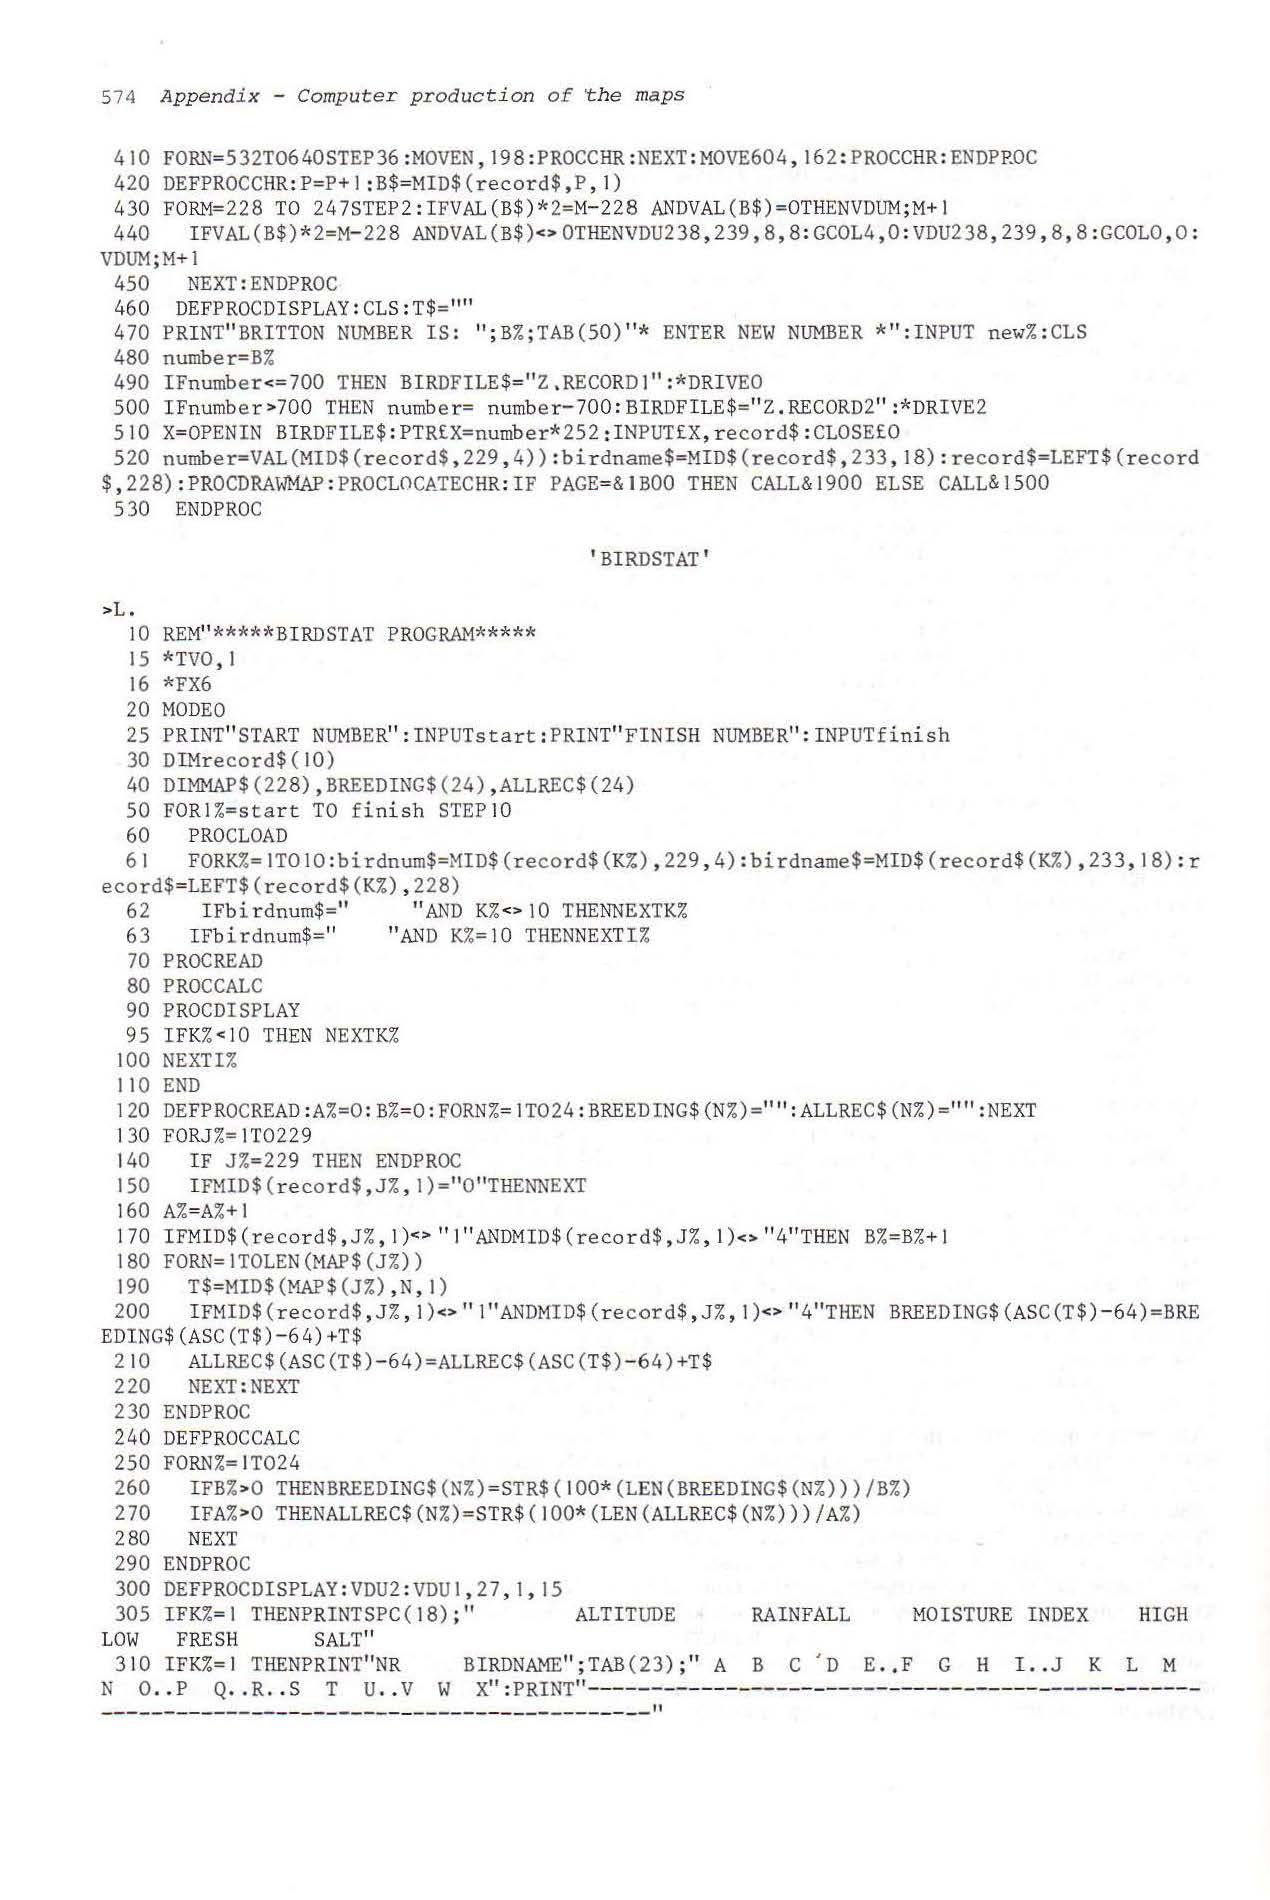 574 Appendix - Computer production of the maps
410 FORN=532TO640STEP36:MOVEN,198:PROCCHR:NEXT:MOVE604,162:PROCCHR:ENDPROC
420 DEFPROCCHR:P=P+1:B$=MID$(record$,P,1)
430 FORM=228 TO 247STEP2:IFVAL(B$)*2=M-228 ANDVAL(B$)=0THENVDUM;M+1
440   IFVAL(B$)*2=M-228 ANDVAL(B$)<>0THENVDU238,239,8,8:GCOL4,0:VDU238,239,8,8:GCOL0,0:
VDUM;M+1
450   NEXT:ENDPROC
460  DEFPROCDISPLAY:CLS:T$=""
470 PRINT"BRITTON NUMBER IS: ";B%;TAB(50)"* ENTER NEW NUMBER *":INPUT new%:CLS
480 number=B%
490 IFnumber<=700 THEN BIRDFILE$="Z.RECORD1":*DRIVE0
500 IFnumber>700 THEN number= number-700:BIRDFILE$="Z.RECORD2":*DRIVE2
510 X=OPENIN BIRDFILE$:PTR£X=number*252:INPUT£X,record$:CLOSE£0
520 number=VAL(MID$(record$,229,4)):birdname$=MID$(record$,233,18):record$=LEFT$(record
$,228):PROCDRAWMAP:PROCLOCATECHR:IF PAGE=&1B00 THEN CALL&1900 ELSE CALL&1500
530  ENDPROC
'BIRDSTAT'
>L.
10 REM"*****BIRDSTAT PROGRAM*****
15 *TV0,1
16 *FX6
20 MODE0
25 PRINT"START NUMBER":INPUTstart:PRINT"FINISH NUMBER":INPUTfinish
30 DIMrecord$(10)
40 DIMMAP$(228),BREEDING$(24),ALLREC$(24)
50 FORI%=start TO finish STEP10
60   PROCLOAD
61   FORK%=1TO10:birdnum$=MID$(record$(K%),229,4):birdname$=MID$(record$(K%),233,18):r
ecord$=LEFT$(record$(K%),228)
62    IFbirdnum$="     "AND K%<>10 THENNEXTK%
63   IFbirdnum$="    "AND K%=10 THENNEXTI%
70 PROCREAD
80 PROCCALC
90 PROCDISPLAY
95 IFK%<10 THEN NEXTK%
100 NEXTI%
110 END
120 DEFPROCREAD:A%=0:B%=0:FORN%=1TO24:BREEDING$(N%)="":ALLREC$(N%)="":NEXT
130 FORJ%=1TO229
140   IF J%=229 THEN ENDPROC
150   IFMID$(record$,J%,1)="0"THENNEXT
160 A%=A%+1
170 IFMID$(record$,J%,1)<>"1"ANDMID$(record$,J%,1)<>"4"THEN B%=B%+1
180 FORN=1TOLEN(MAP$(J%))
190   T$=MID$(MAP$(J%),N,1)
200   IFMID$(record$,J%,1)<>"1"ANDMID$(record$,J%,1)<>"4"THEN BREEDING$(ASC(T$)-64)=BRE
EDING$(ASC(T$)-64)+T$
210   ALLREC$(ASC(T$)-64)=ALLREC$(ASC(T$)-64)+T$
220   NEXT:NEXT
230 ENDPROC
240 DEFPROCCALC
250 FORN%=1TO24
260   IFB%>0 THENBREEDING$(N%)=STR$(100*(LEN(BREEDING$(N%)))/B%)
270   IFA%>0 THENALLREC$(N%)=STR$(100*(LEN(ALLREC$(N%)))/A%)
280   NEXT
290 ENDPROC
300 DEFPROCDISPLAY:VDU2:VDU1,27,1,15
305 IFK%=1 THENPRINTSPC(18);"        ALTITUDE      RAINFALL     MOISTURE INDEX    HIGH
LOW   FRESH      SALT"
310 IFK%=1 THENPRINT"NR     BIRDNAME";TAB(23);" A  B  C  D  E..F  G  H  I..J  K  L  M
N  O..P  Q..R..S  T  U..V  W  X":PRINT"-------------------------------------------------
--------------------------------------------"